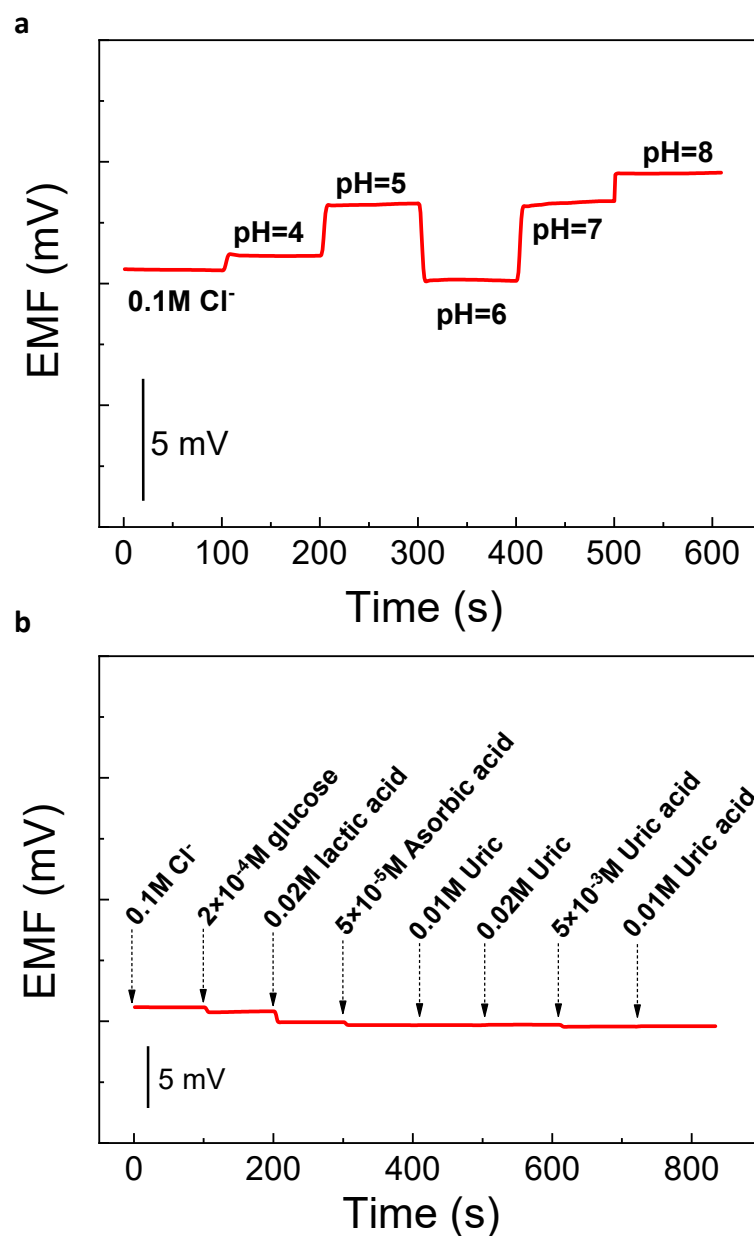 a
EMF (mV)
0.1M Cl⁻
pH=4
pH=5
pH=6
pH=7
pH=8
5 mV
0 100 200 300 400 500 600
Time (s)
b
EMF (mV)
0.1M Cl⁻
2×10⁻⁴M glucose
0.02M lactic acid
5×10⁻⁵M Asorbic acid
0.01M Uric
0.02M Uric
5×10⁻³M Uric acid
0.01M Uric acid
5 mV
0 200 400 600 800
Time (s)